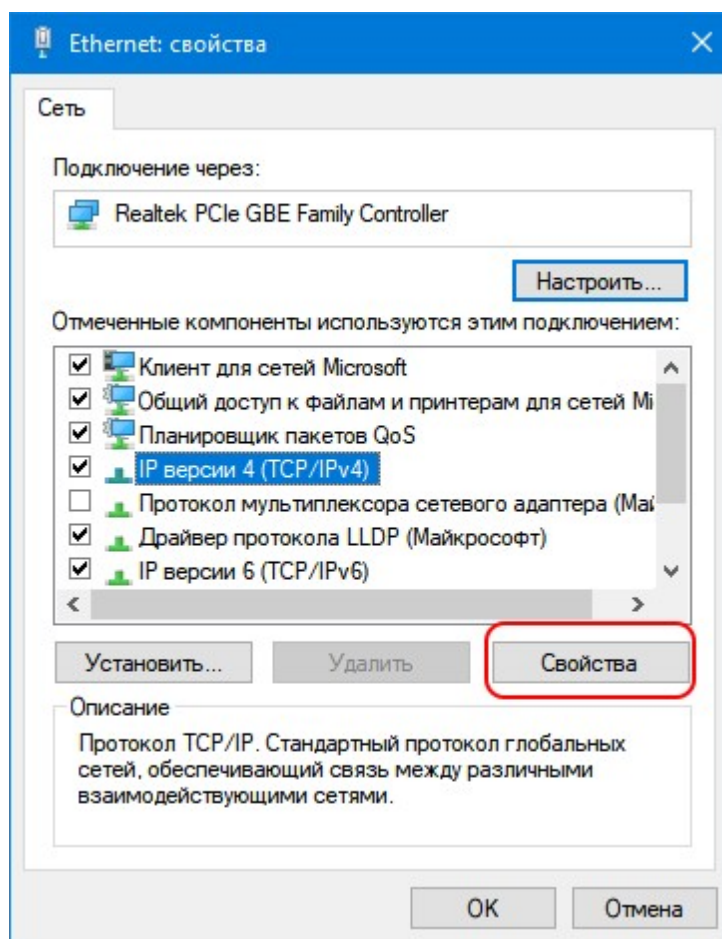 Ethernet: свойства
Сеть
Подключение через:
Realtek PCIe GBE Family Controller
Настроить...
Отмеченные компоненты используются этим подключением:
Клиент для сетей Microsoft
Общий доступ к файлам и принтерам для сетей Mi
Планировщик пакетов QoS
IP версии 4 (TCP/IPv4)
Протокол мультиплексора сетевого адаптера (Май
Драйвер протокола LLDP (Майкрософт)
IP версии 6 (TCP/IPv6)
Установить... Удалить Свойства
Описание
Протокол TCP/IP. Стандартный протокол глобальных
сетей, обеспечивающий связь между различными
взаимодействующими сетями.
OK Отмена